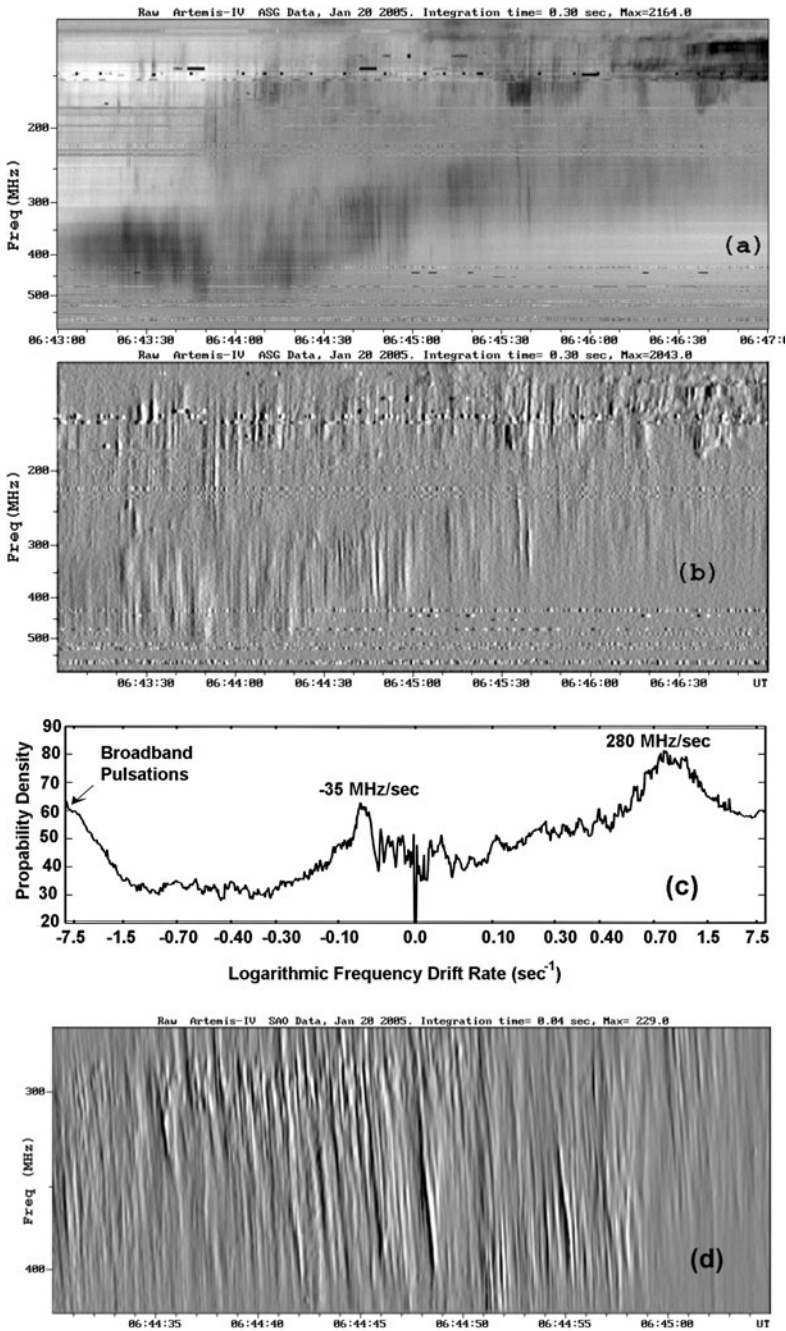 Raw Artemis-IV ASG Data, Jan 20 2005. Integration time= 0.30 sec, Max=2164.0
200
300
400
500
Freq(MHz)
(a)
06:43:00 06:43:30 06:44:00 06:44:30 06:45:00 06:45:30 06:46:00 06:46:30 06:47:0
Raw Artemis-IV ASG Data, Jan 20 2005. Integration time= 0.30 sec, Max=2043.0
200
300
400
500
Freq(MHz)
(b)
06:43:30 06:44:00 06:44:30 06:45:00 06:45:30 06:46:00 06:46:30 UT
90
80
70
60
50
40
30
20
Propability Density
Broadband
Pulsations
-35 MHz/sec
280 MHz/sec
(c)
-7.5 -1.5 -0.70 -0.40 -0.30 -0.10 0.0 0.10 0.30 0.40 0.70 1.5 7.5
Logarithmic Frequency Drift Rate (sec⁻¹)
Raw Artemis-IV SAO Data, Jan 20 2005. Integration time= 0.04 sec, Max= 229.0
300
400
Freq (MHz)
(d)
06:44:35 06:44:40 06:44:45 06:44:50 06:44:55 06:45:00 UT